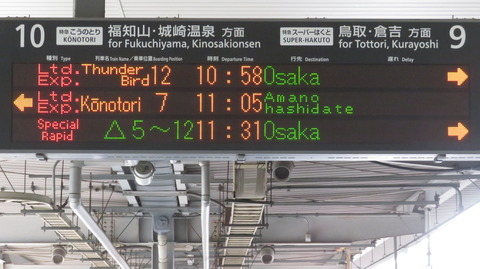 10 特急 こうのとり KŌNOTORI 福知山・城崎温泉 方面 for Fukuchiyama, Kinosakionsen 特急 スーパーはくと SUPER-HAKUTO 鳥取・倉吉 方面 for Tottori, Kurayoshi 9
種別 Type 列車名 Train Name／乗車位置 Boarding Position 時刻 Departure Time 行先 Destination 遅れ Delay
Ltd. Exp. Thunder Bird 12 10:58 Osaka →
← Ltd. Exp. Kōnotori 7 11:05 Amano hashidate
Special Rapid △5～12 11:31 Osaka →